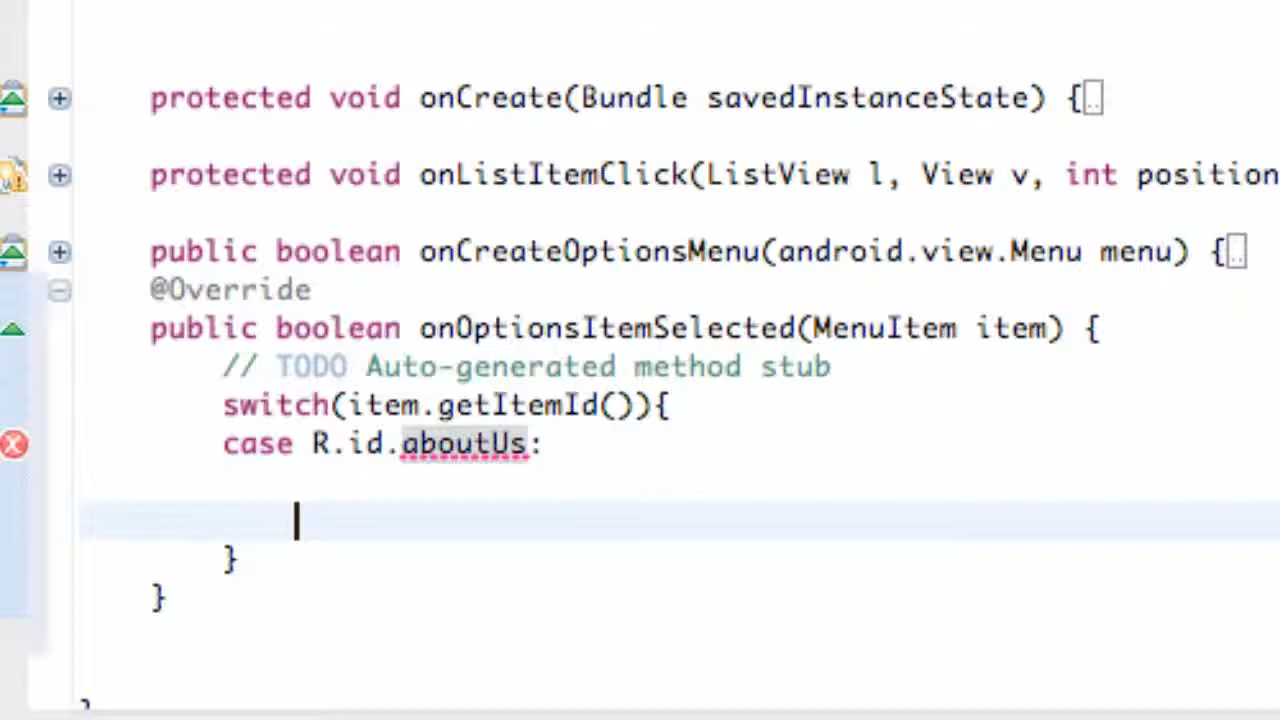 protected void onCreate(Bundle savedInstanceState) {..
protected void onListItemClick(ListView l, View v, int position
public boolean onCreateOptionsMenu(android.view.Menu menu) {..
@Override
public boolean onOptionsItemSelected(MenuItem item) {
// TODO Auto-generated method stub
switch(item.getItemId()){
case R.id.aboutUs:
}
}
}